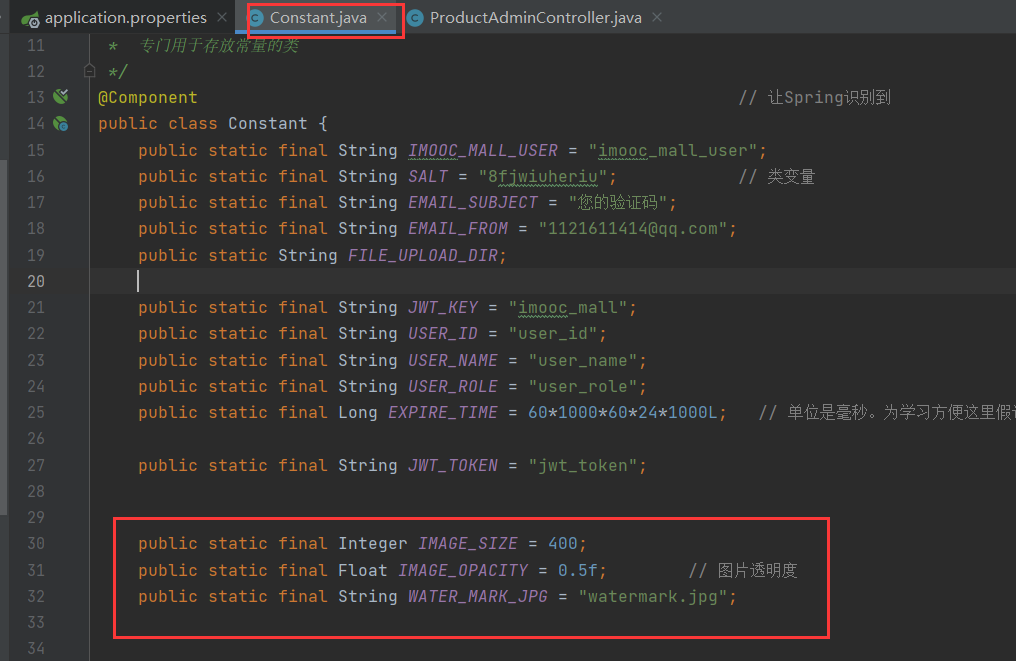 application.properties
Constant.java
ProductAdminController.java
11 * 专门用于存放常量的类
12 */
13 @Component // 让Spring识别到
14 public class Constant {
15 public static final String IMOOC_MALL_USER = "imooc_mall_user";
16 public static final String SALT = "8fjwiuheriu"; // 类变量
17 public static final String EMAIL_SUBJECT = "您的验证码";
18 public static final String EMAIL_FROM = "1121611414@qq.com";
19 public static String FILE_UPLOAD_DIR;
20
21 public static final String JWT_KEY = "imooc_mall";
22 public static final String USER_ID = "user_id";
23 public static final String USER_NAME = "user_name";
24 public static final String USER_ROLE = "user_role";
25 public static final Long EXPIRE_TIME = 60*1000*60*24*1000L; // 单位是毫秒。为学习方便这里假
26
27 public static final String JWT_TOKEN = "jwt_token";
28
29
30 public static final Integer IMAGE_SIZE = 400;
31 public static final Float IMAGE_OPACITY = 0.5f; // 图片透明度
32 public static final String WATER_MARK_JPG = "watermark.jpg";
33
34